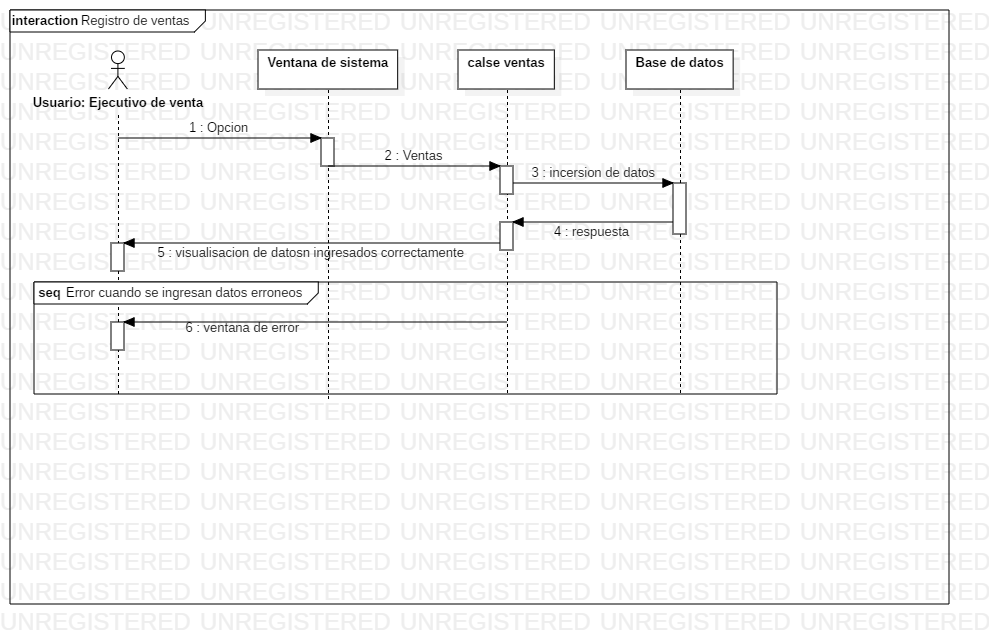 interaction Registro de ventas
Usuario: Ejecutivo de venta
Ventana de sistema
calse ventas
Base de datos
1 : Opcion
2 : Ventas
3 : incersion de datos
4 : respuesta
5 : visualisacion de datosn ingresados correctamente
seq Error cuando se ingresan datos erroneos
6 : ventana de error
UNREGISTERED UNREGISTERED UNREGISTERED UNREGISTERED UNREGISTERED